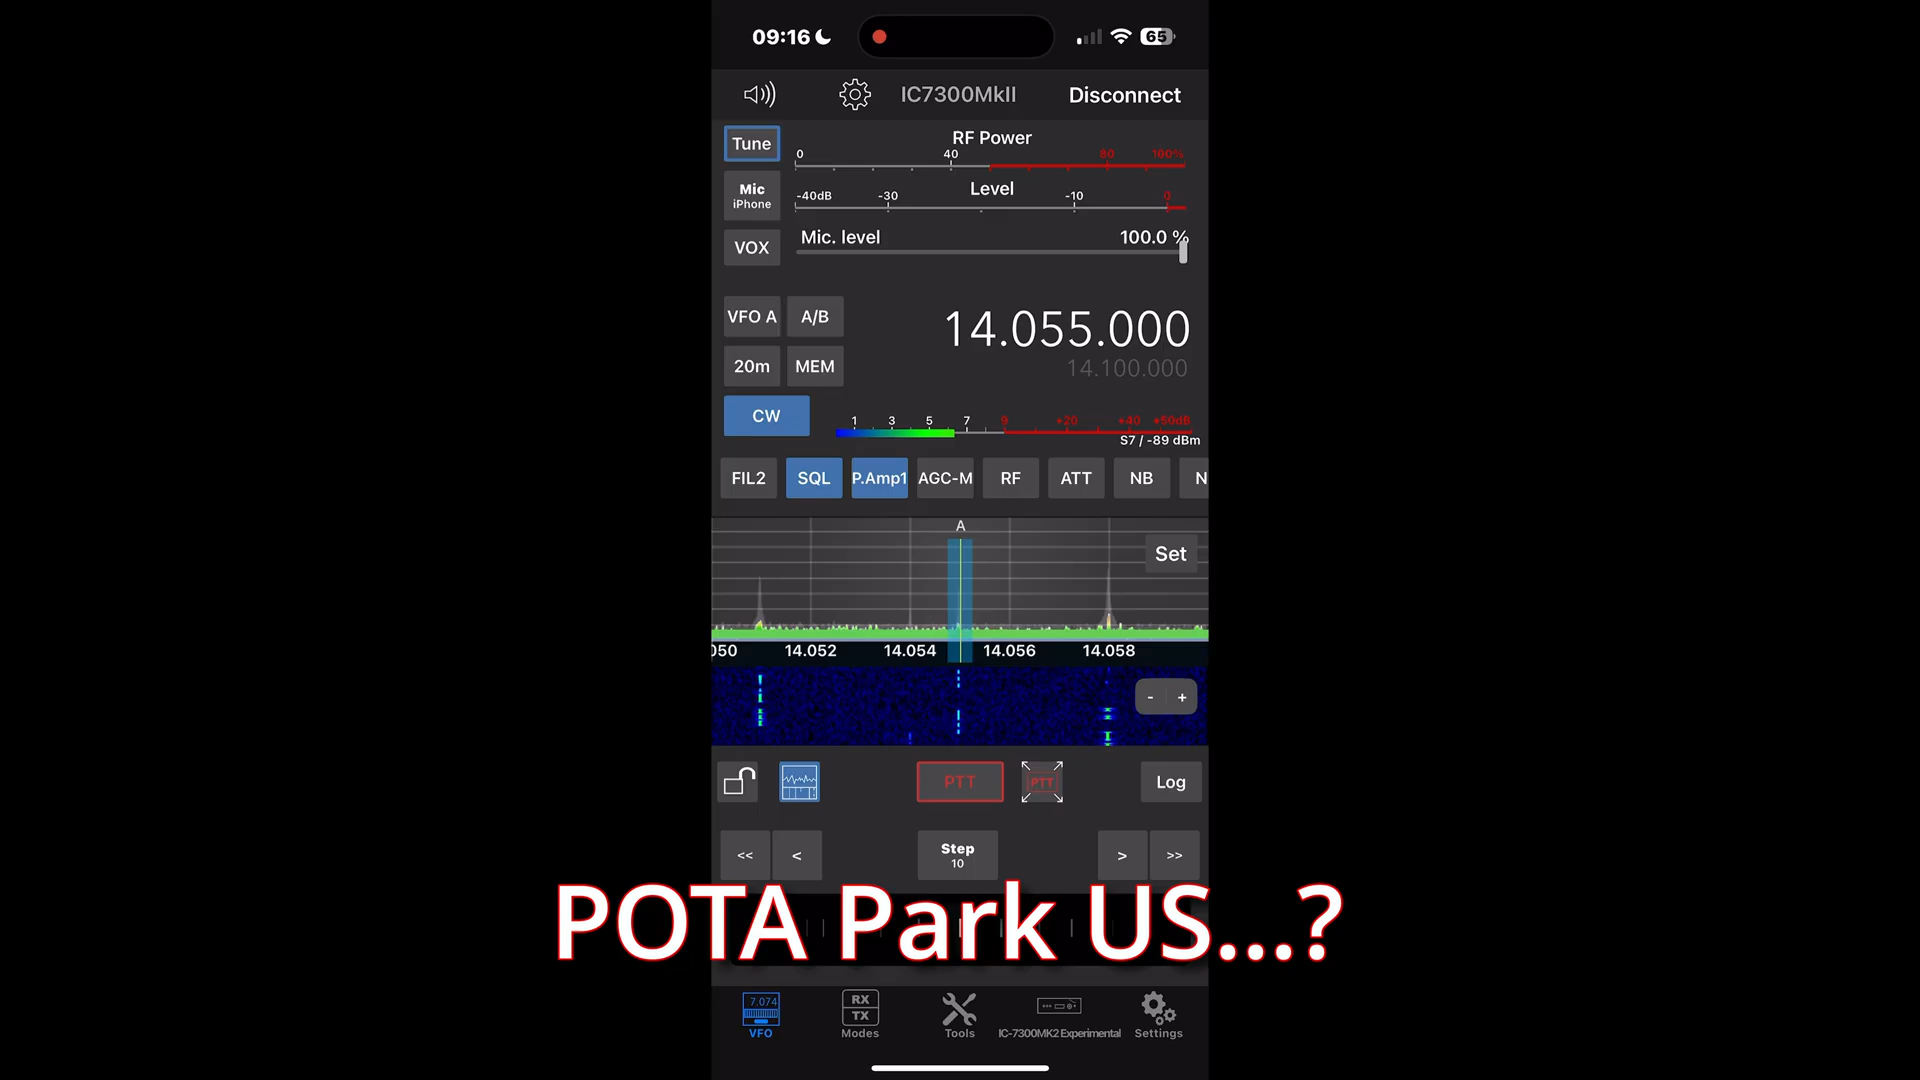 09:16
65
IC7300MkII
Disconnect
Tune
RF Power
0 40 80 100%
Mic
iPhone
Level
-40dB -30 -10 0
VOX
Mic. level 100.0 %
VFO A A/B
14.055.000
20m MEM
14.100.000
CW
1 3 5 7 9 +20 +40 +50dB
S7 / -89 dBm
FIL2 SQL P.Amp1 AGC-M RF ATT NB N
A
Set
050 14.052 14.054 14.056 14.058
- +
PTT
PTT
Log
<< <
Step
10
> >>
POTA Park US...?
7.074
VFO
RX
TX
Modes
Tools
IC-7300MK2 Experimental
Settings